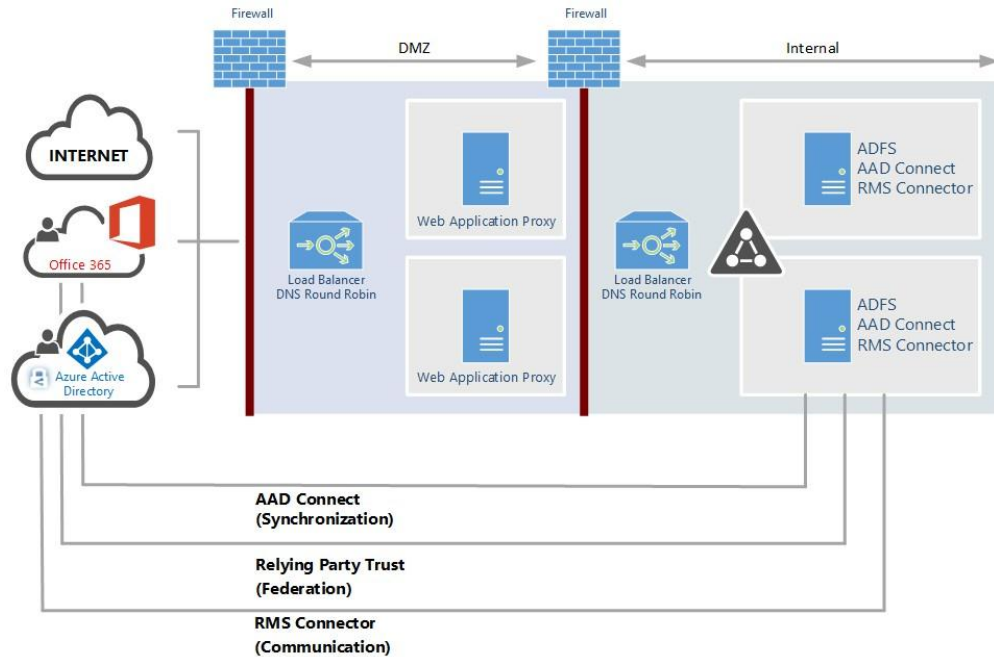 Firewall
Firewall
DMZ
Internal
INTERNET
Office 365
Azure Active
Directory
Load Balancer
DNS Round Robin
Web Application Proxy
Web Application Proxy
Load Balancer
DNS Round Robin
ADFS
AAD Connect
RMS Connector
ADFS
AAD Connect
RMS Connector
AAD Connect
(Synchronization)
Relying Party Trust
(Federation)
RMS Connector
(Communication)